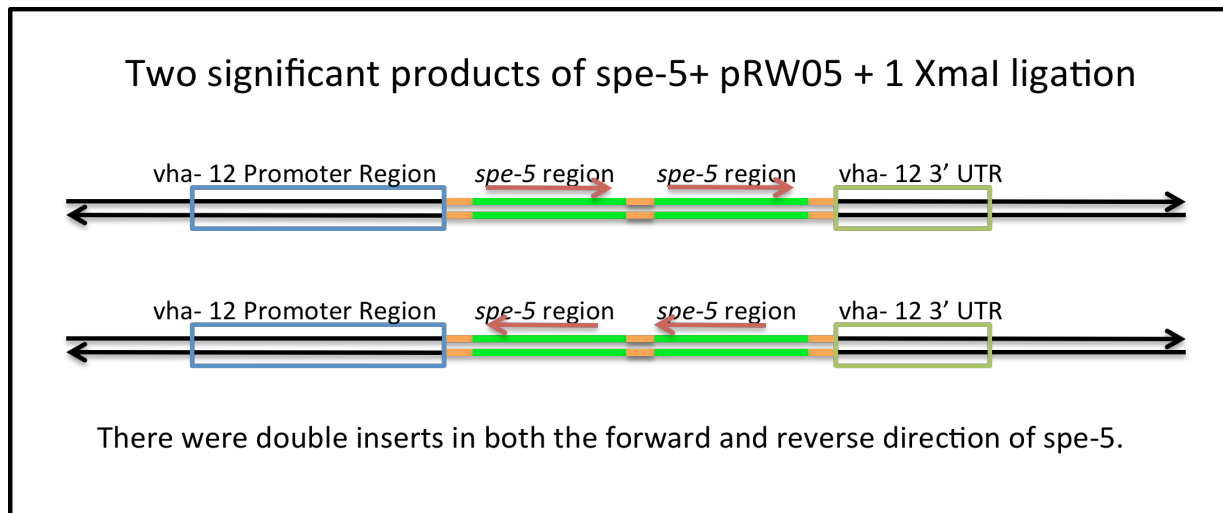 Two significant products of spe-5+ pRW05 + 1 XmaI ligation
vha- 12 Promoter Region spe-5 region spe-5 region vha- 12 3’ UTR
vha- 12 Promoter Region spe-5 region spe-5 region vha- 12 3’ UTR
There were double inserts in both the forward and reverse direction of spe-5.